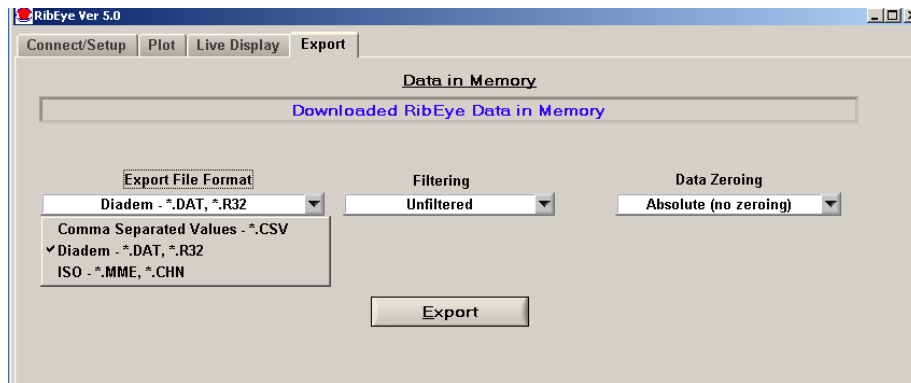 RibEye Ver 5.0
Connect/Setup Plot Live Display Export
Data in Memory
Downloaded RibEye Data in Memory
Export File Format Filtering Data Zeroing
Diadem - *.DAT, *.R32 Unfiltered Absolute (no zeroing)
Comma Separated Values - *.CSV
Diadem - *.DAT, *.R32
ISO - *.MME, *.CHN
Export